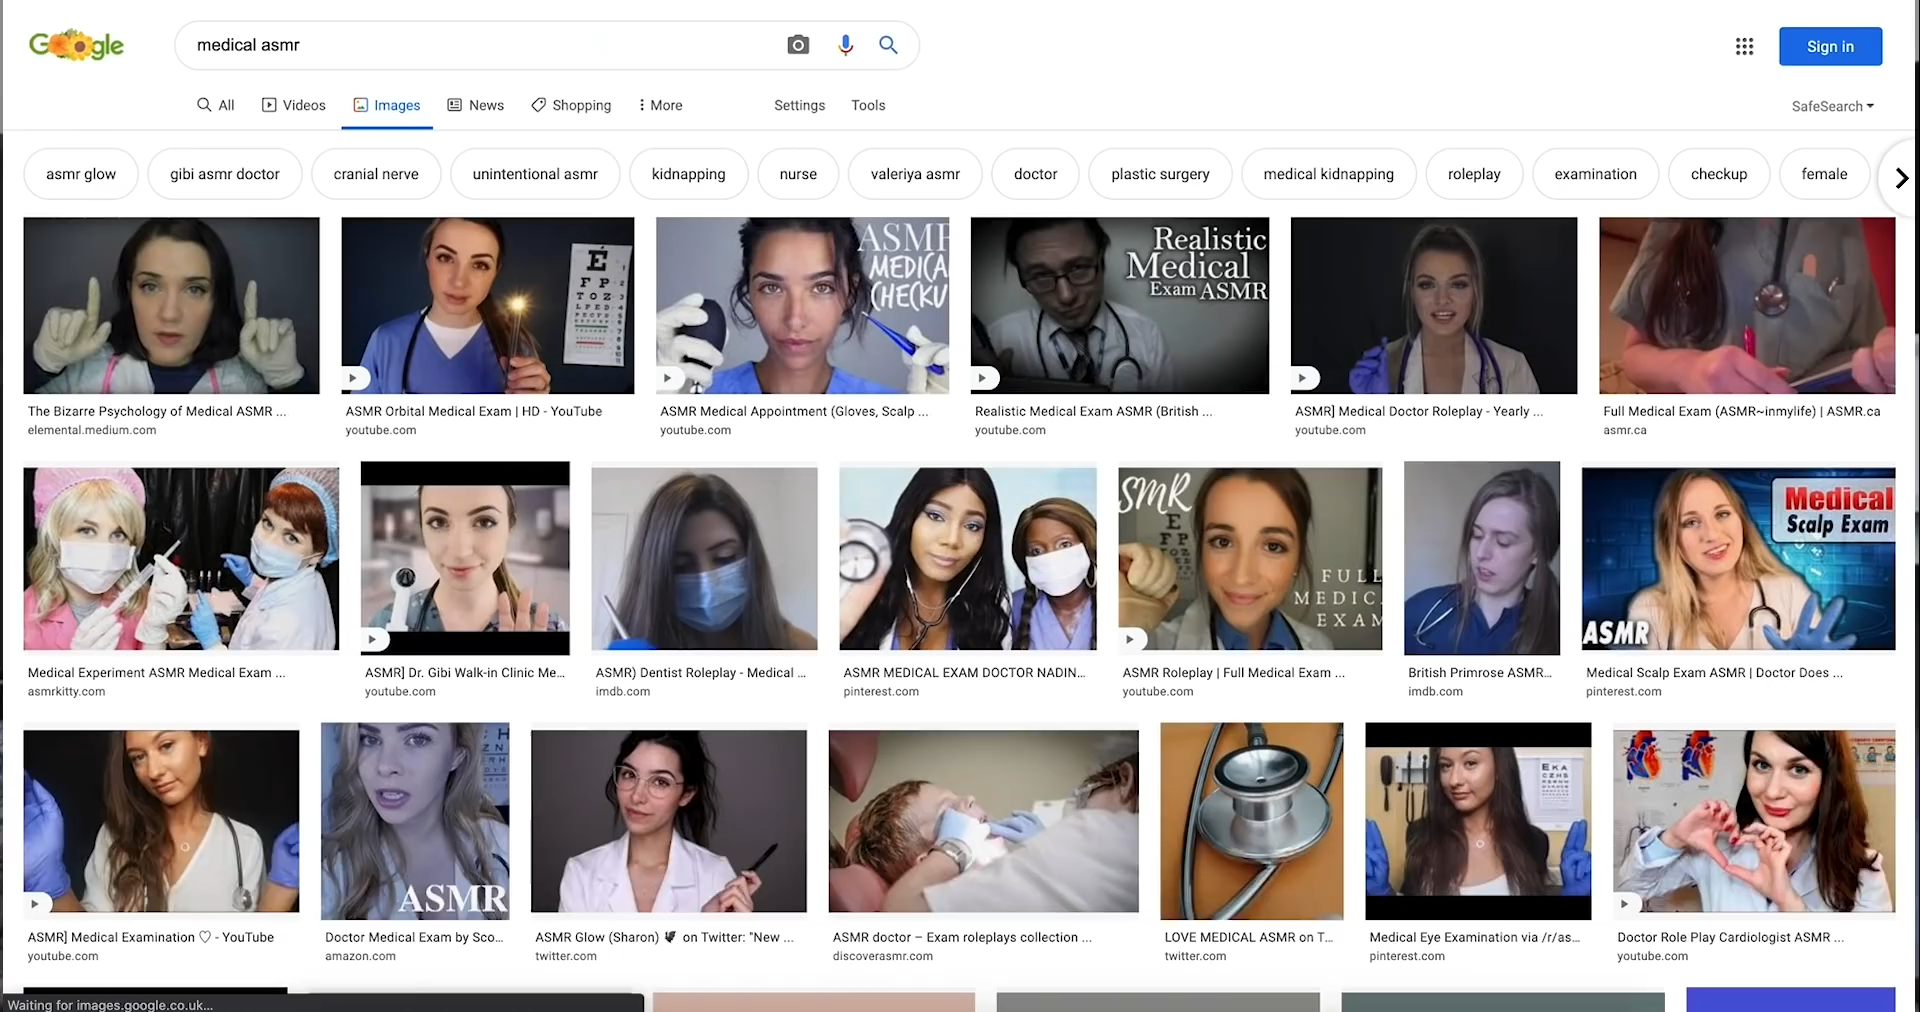 Google
medical asmr
Sign in
All
Videos
Images
News
Shopping
More
Settings
Tools
SafeSearch
asmr glow
gibi asmr doctor
cranial nerve
unintentional asmr
kidnapping
nurse
valeriya asmr
doctor
plastic surgery
medical kidnapping
roleplay
examination
checkup
female
ASMR
MEDICA
CHECKU
Realistic
Medical
Exam ASMR
The Bizarre Psychology of Medical ASMR ...
elemental.medium.com
ASMR Orbital Medical Exam | HD - YouTube
youtube.com
ASMR Medical Appointment (Gloves, Scalp ...
youtube.com
Realistic Medical Exam ASMR (British ...
youtube.com
ASMR] Medical Doctor Roleplay - Yearly ...
youtube.com
Full Medical Exam (ASMR~inmylife) | ASMR.ca
asmr.ca
SMR
FULL
MEDIC
EXAM
Medical
Scalp Exam
ASMR
Medical Experiment ASMR Medical Exam ...
asmrkitty.com
ASMR] Dr. Gibi Walk-in Clinic Me...
youtube.com
ASMR) Dentist Roleplay - Medical ...
imdb.com
ASMR MEDICAL EXAM DOCTOR NADIN...
pinterest.com
ASMR Roleplay | Full Medical Exam ...
youtube.com
British Primrose ASMR...
imdb.com
Medical Scalp Exam ASMR | Doctor Does ...
pinterest.com
ASMR
ASMR] Medical Examination ♡ - YouTube
youtube.com
Doctor Medical Exam by Sco...
amazon.com
ASMR Glow (Sharon) on Twitter: "New ...
twitter.com
ASMR doctor – Exam roleplays collection ...
discoverasmr.com
LOVE MEDICAL ASMR on T...
twitter.com
Medical Eye Examination via /r/as...
pinterest.com
Doctor Role Play Cardiologist ASMR ...
youtube.com
Waiting for images.google.co.uk...